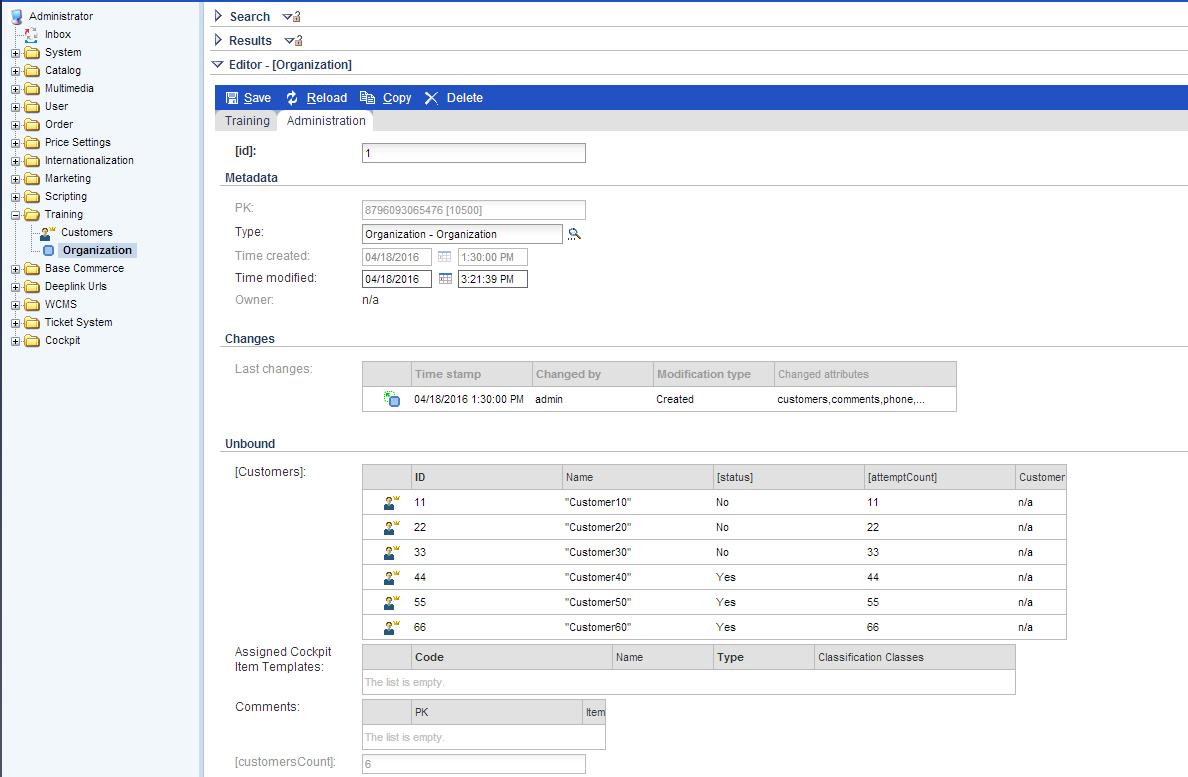 Administrator
Inbox
System
Catalog
Multimedia
User
Order
Price Settings
Internationalization
Marketing
Scripting
Training
Customers
Organization
Base Commerce
Deeplink Urls
WCMS
Ticket System
Cockpit
Search
Results
Editor - [Organization]
Save Reload Copy Delete
Training Administration
[id]: 1
Metadata
PK: 8796093065476 [10500]
Type: Organization - Organization
Time created: 04/18/2016 1:30:00 PM
Time modified: 04/18/2016 3:21:39 PM
Owner: n/a
Changes
Last changes: Time stamp Changed by Modification type Changed attributes
04/18/2016 1:30:00 PM admin Created customers,comments,phone,...
Unbound
[Customers]: ID Name [status] [attemptCount] Customer
11 "Customer10" No 11 n/a
22 "Customer20" No 22 n/a
33 "Customer30" No 33 n/a
44 "Customer40" Yes 44 n/a
55 "Customer50" Yes 55 n/a
66 "Customer60" Yes 66 n/a
Assigned Cockpit
Item Templates: Code Name Type Classification Classes
The list is empty.
Comments: PK Item
The list is empty.
[customersCount]: 6